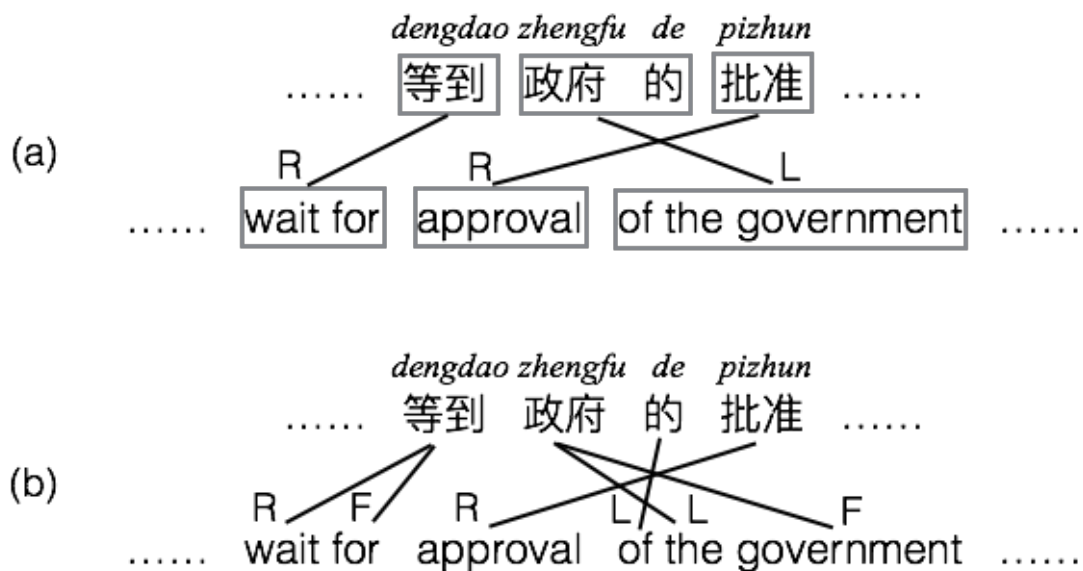 dengdao zhengfu de pizhun
…… 等到 政府 的 批准 ……
(a)
R R L
…… wait for approval of the government ……
dengdao zhengfu de pizhun
…… 等到 政府 的 批准 ……
(b)
R F R L L F
…… wait for approval of the government ……